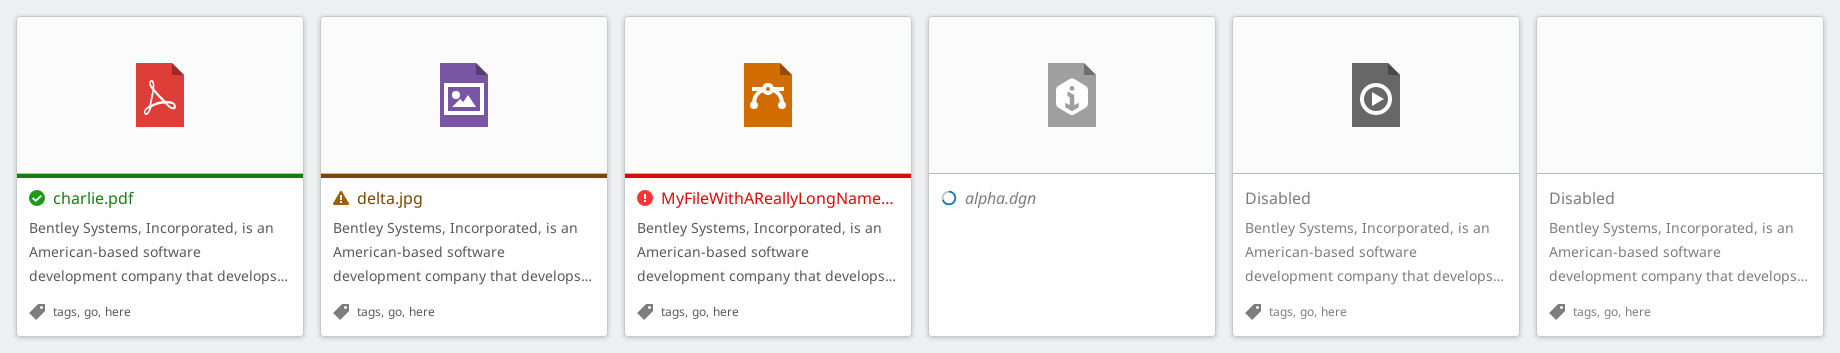 charlie.pdf
Bentley Systems, Incorporated, is an
American-based software
development company that develops...
tags, go, here
delta.jpg
Bentley Systems, Incorporated, is an
American-based software
development company that develops...
tags, go, here
MyFileWithAReallyLongName...
Bentley Systems, Incorporated, is an
American-based software
development company that develops...
tags, go, here
alpha.dgn
Disabled
Bentley Systems, Incorporated, is an
American-based software
development company that develops...
tags, go, here
Disabled
Bentley Systems, Incorporated, is an
American-based software
development company that develops...
tags, go, here